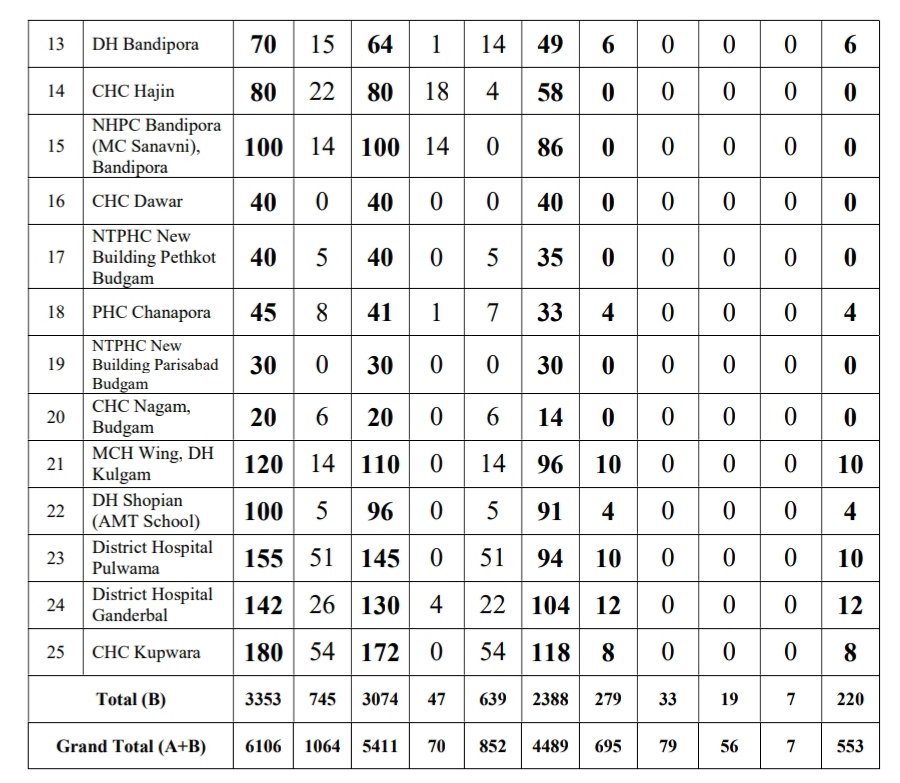 13 DH Bandipora 70 15 64 1 14 49 6 0 0 0 6
14 CHC Hajin 80 22 80 18 4 58 0 0 0 0 0
NHPC Bandipora
15 (MC Sanavni), 100 14 100 14 0 86 0 0 0 0 0
Bandipora
16 CHC Dawar 40 0 40 0 0 40 0 0 0 0 0
NTPHC New
17 Building Pethkot 40 5 40 0 5 35 0 0 0 0 0
Budgam
18 PHC Chanapora 45 8 41 1 7 33 4 0 0 0 4
NTPHC New
19 Building Parisabad 30 0 30 0 0 30 0 0 0 0 0
Budgam
20 CHC Nagam, 20 6 20 0 6 14 0 0 0 0 0
Budgam
21 MCH Wing, DH 120 14 110 0 14 96 10 0 0 0 10
Kulgam
22 DH Shopian 100 5 96 0 5 91 4 0 0 0 4
(AMT School)
23 District Hospital 155 51 145 0 51 94 10 0 0 0 10
Pulwama
24 District Hospital 142 26 130 4 22 104 12 0 0 0 12
Ganderbal
25 CHC Kupwara 180 54 172 0 54 118 8 0 0 0 8
Total (B) 3353 745 3074 47 639 2388 279 33 19 7 220
Grand Total (A+B) 6106 1064 5411 70 852 4489 695 79 56 7 553